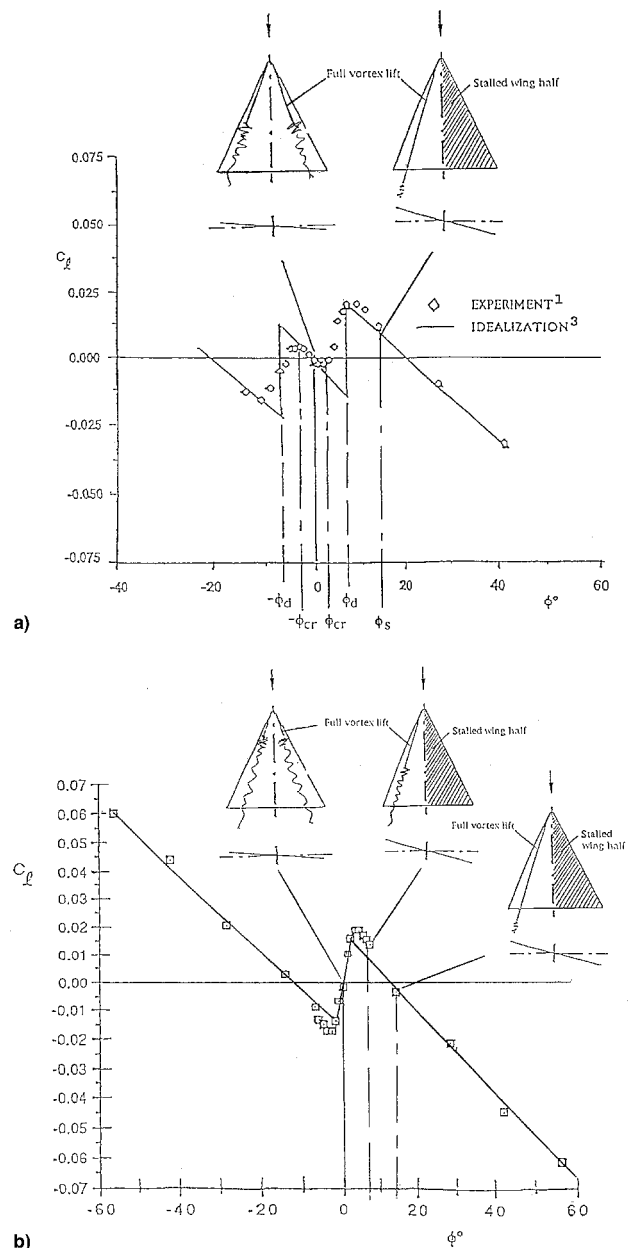 Full vortex lift
Stalled wing half
0.075
0.050
Cℓ
0.025
0.000
-0.025
-0.050
-0.075
◇ EXPERIMENT¹
— IDEALIZATION³
-40
-20
0
20
40
60
-ϕd
ϕd
ϕ°
-ϕcr
ϕcr
ϕs
a)
Full vortex lift
Stalled wing half
Full vortex lift
Stalled wing half
0.07
0.06
0.05
0.04
Cℓ
0.03
0.02
0.01
0.00
-0.01
-0.02
-0.03
-0.04
-0.05
-0.06
-0.07
-60
-40
-20
0
20
40
60
ϕ°
b)